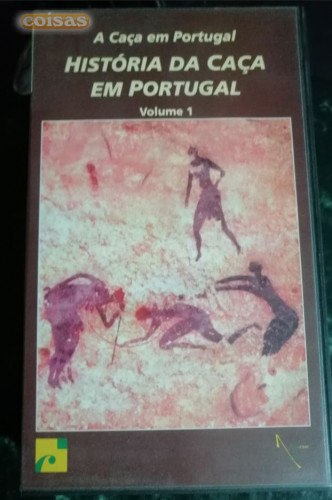 coisas
A Caça em Portugal
HISTÓRIA DA CAÇA
EM PORTUGAL
Volume 1